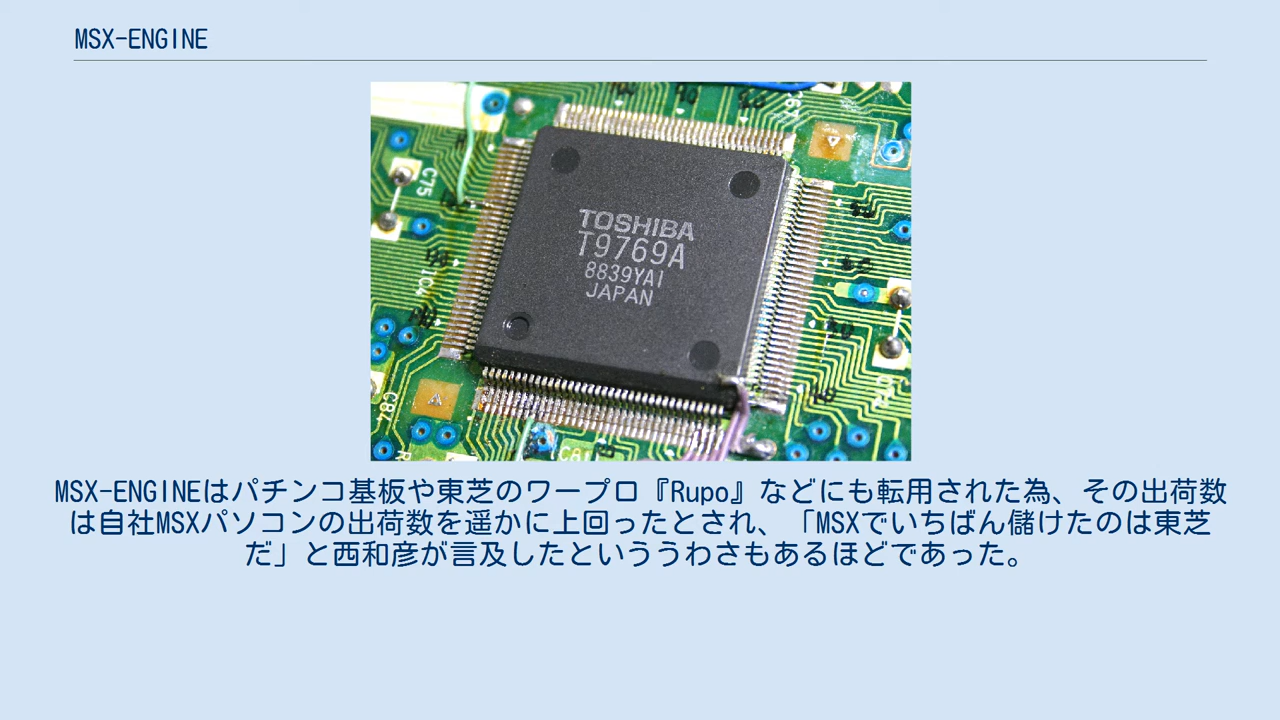 MSX-ENGINE
TOSHIBA
T9769A
8839YAI
JAPAN
C75
IC4
C84
MSX-ENGINEはパチンコ基板や東芝のワープロ『Rupo』などにも転用された為、その出荷数
は自社MSXパソコンの出荷数を遥かに上回ったとされ、「MSXでいちばん儲けたのは東芝
だ」と西和彦が言及したといううわさもあるほどであった。